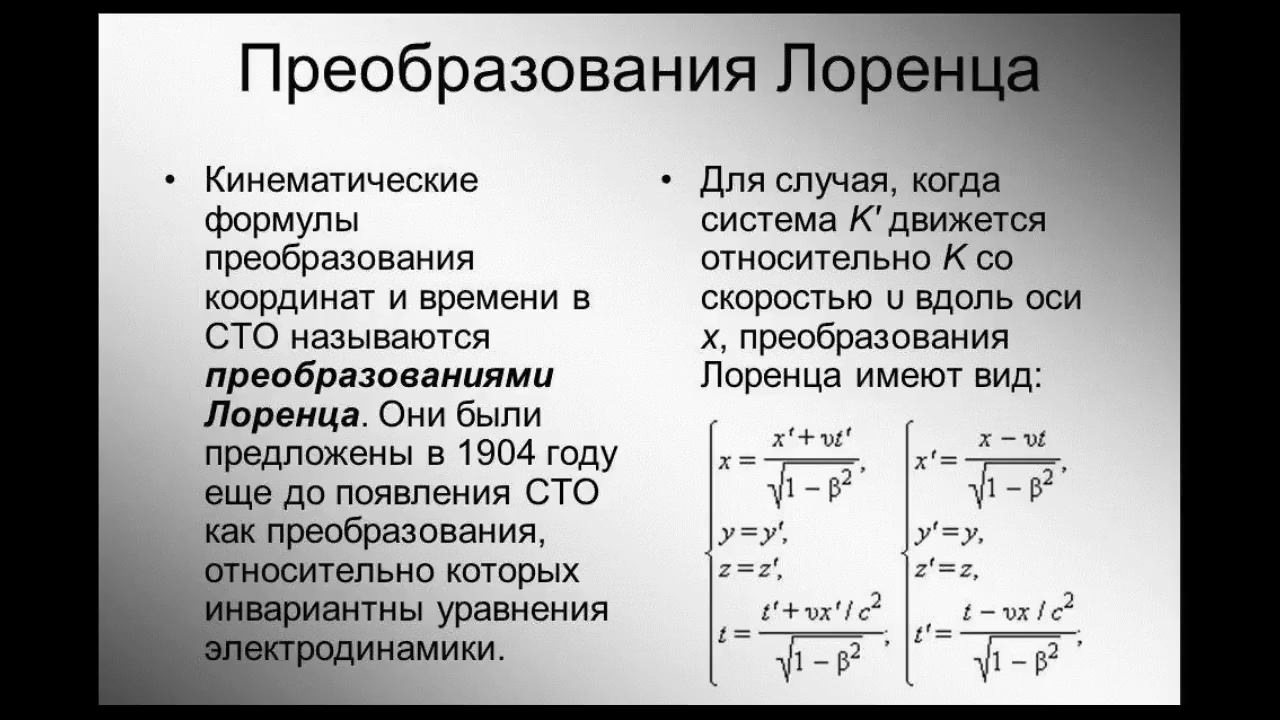 Преобразования Лоренца
• Кинематические
формулы
преобразования
координат и времени в
СТО называются
преобразованиями
Лоренца. Они были
предложены в 1904 году
еще до появления СТО
как преобразования,
относительно которых
инвариантны уравнения
электродинамики.
• Для случая, когда
система K' движется
относительно K со
скоростью υ вдоль оси
x, преобразования
Лоренца имеют вид:
x = (x' + υt') / √(1 − β²),
y = y',
z = z',
t = (t' + υx' / c²) / √(1 − β²);
x' = (x − υt) / √(1 − β²),
y' = y,
z' = z,
t' = (t − υx / c²) / √(1 − β²);